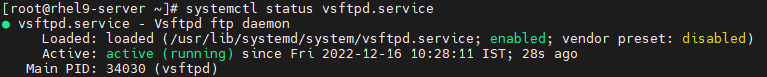 [root@rhel9-server ~]# systemctl status vsftpd.service
● vsftpd.service - Vsftpd ftp daemon
Loaded: loaded (/usr/lib/systemd/system/vsftpd.service; enabled; vendor preset: disabled)
Active: active (running) since Fri 2022-12-16 10:28:11 IST; 28s ago
Main PID: 34030 (vsftpd)